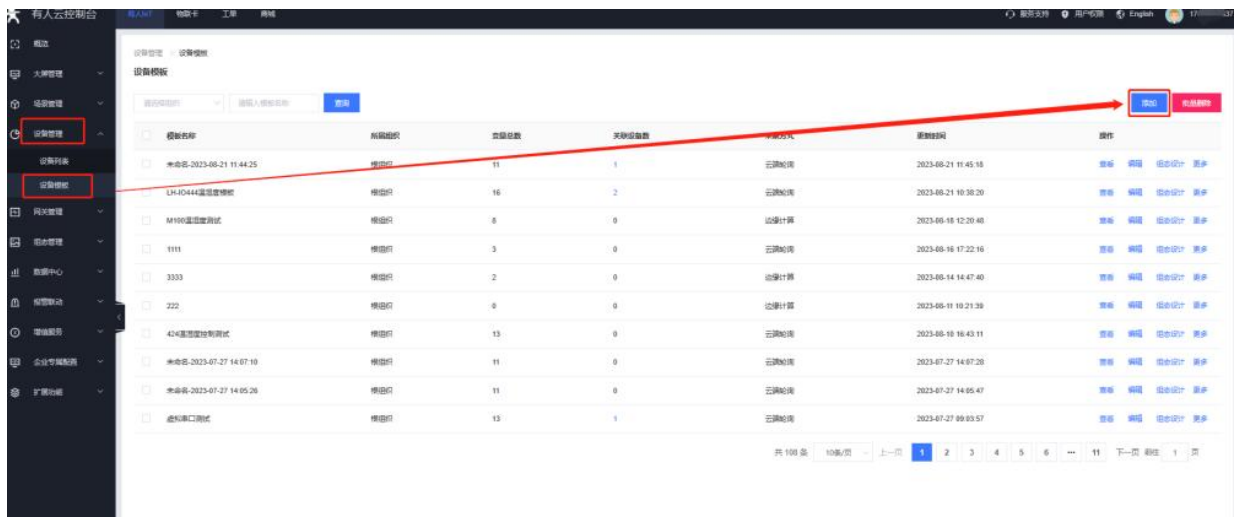 有人云控制台 有人IoT 物联卡 工单 商城 服务支持 用户权限 English
概览
大屏管理
场景管理
设备管理
设备列表
设备模板
网关管理
组态管理
数据中心
报警联动
增值服务
企业专属配置
扩展功能
设备管理 设备模板
设备模板
请选择组织 请输入模板名称 查询 添加 批量删除
模板名称 所属组织 变量总数 关联设备数 采集方式 更新时间 操作
未命名-2023-08-21 11:44:25 根组织 11 1 云端轮询 2023-08-21 11:45:18 查看 编辑 组态设计 更多
LH-IO444温湿度模板 根组织 16 2 云端轮询 2023-08-21 10:38:20 查看 编辑 组态设计 更多
M100温湿度测试 根组织 8 0 边缘计算 2023-08-18 12:20:48 查看 编辑 组态设计 更多
1111 根组织 3 0 云端轮询 2023-08-16 17:22:16 查看 编辑 组态设计 更多
3333 根组织 2 0 边缘计算 2023-08-14 14:47:40 查看 编辑 组态设计 更多
222 根组织 0 0 边缘计算 2023-08-11 10:21:39 查看 编辑 组态设计 更多
424温湿度控制测试 根组织 13 0 云端轮询 2023-08-10 16:43:11 查看 编辑 组态设计 更多
未命名-2023-07-27 14:07:10 根组织 11 0 云端轮询 2023-07-27 14:07:28 查看 编辑 组态设计 更多
未命名-2023-07-27 14:05:26 根组织 11 0 云端轮询 2023-07-27 14:05:47 查看 编辑 组态设计 更多
虚拟串口测试 根组织 13 1 云端轮询 2023-07-27 09:03:57 查看 编辑 组态设计 更多
共 108 条 10条/页 上一页 1 2 3 4 5 6 ••• 11 下一页 前往 1 页